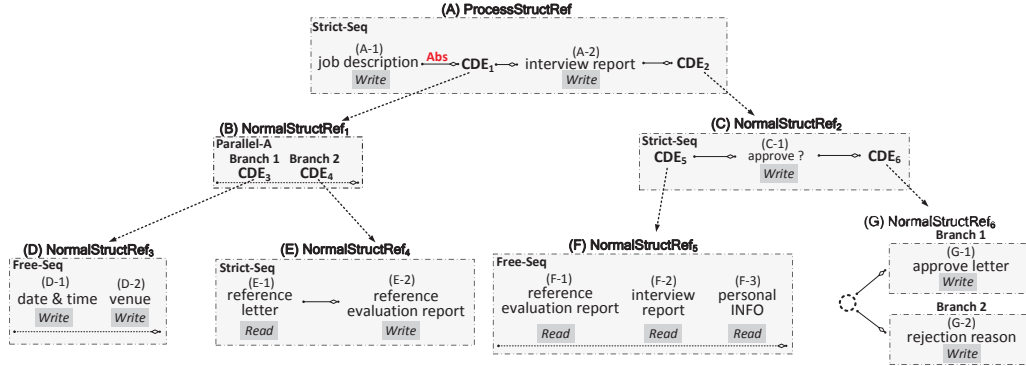 (A) ProcessStructRef
Strict-Seq
(A-1)
job description
Write
Abs
CDE1
(A-2)
interview report
Write
CDE2
(B) NormalStructRef1
Parallel-A
Branch 1 Branch 2
CDE3 CDE4
(C) NormalStructRef2
Strict-Seq
CDE5
(C-1)
approve ?
Write
CDE6
(D) NormalStructRef3
Free-Seq
(D-1) (D-2)
date & time venue
Write Write
(E) NormalStructRef4
Strict-Seq
(E-1)
reference
letter
Read
(E-2)
reference
evaluation report
Write
(F) NormalStructRef5
Free-Seq
(F-1)
reference
evaluation report
Read
(F-2)
interview
report
Read
(F-3)
personal
INFO
Read
(G) NormalStructRef6
Branch 1
(G-1)
approve letter
Write
Branch 2
(G-2)
rejection reason
Write